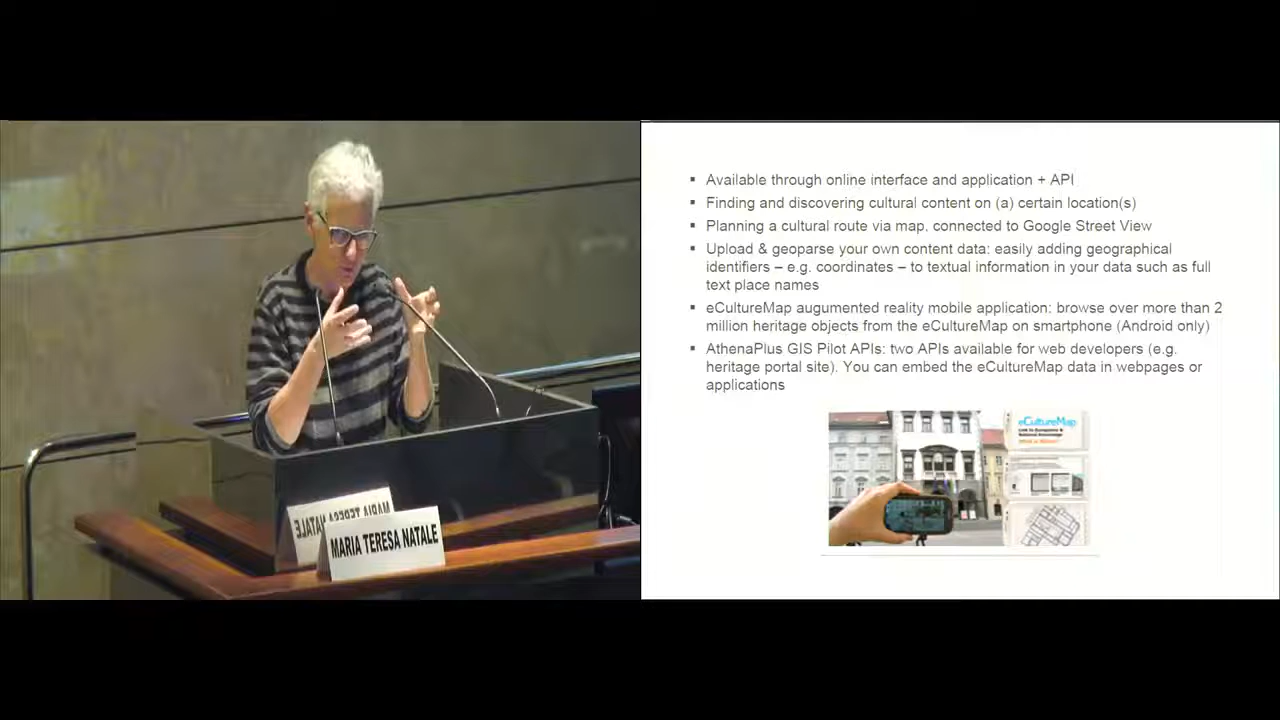 MARIA TERESA NATALE
MARIA TERESA NATALE
Available through online interface and application + API
Finding and discovering cultural content on (a) certain location(s)
Planning a cultural route via map, connected to Google Street View
Upload & geoparse your own content data: easily adding geographical
identifiers – e.g. coordinates – to textual information in your data such as full
text place names
eCultureMap augumented reality mobile application: browse over more than 2
million heritage objects from the eCultureMap on smartphone (Android only)
AthenaPlus GIS Pilot APIs: two APIs available for web developers (e.g.
heritage portal site). You can embed the eCultureMap data in webpages or
applications
eCultureMap